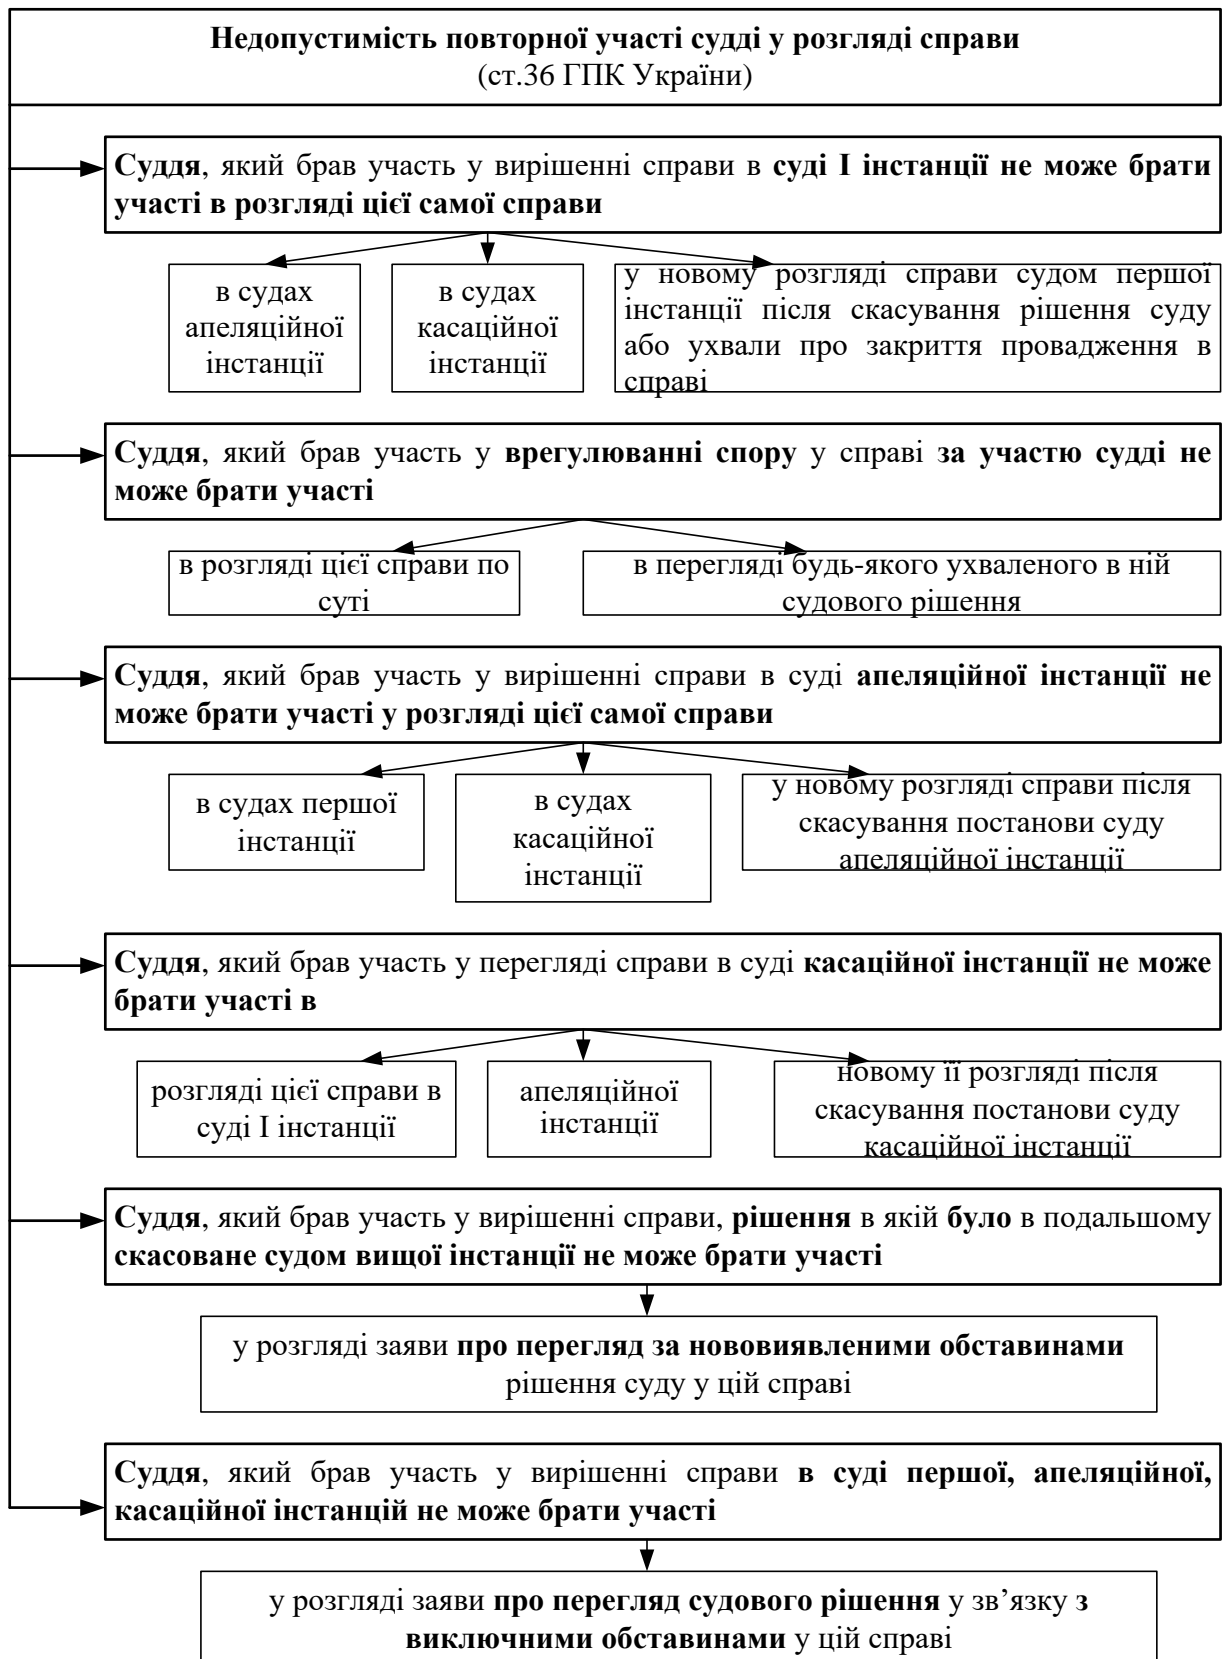 Недопустимість повторної участі судді у розгляді справи
(ст.36 ГПК України)
Суддя, який брав участь у вирішенні справи в суді І інстанції не може брати
участі в розгляді цієї самої справи
в судах
апеляційної
інстанції
в судах
касаційної
інстанції
у новому розгляді справи судом першої
інстанції після скасування рішення суду
або ухвали про закриття провадження в
справі
Суддя, який брав участь у врегулюванні спору у справі за участю судді не
може брати участі
в розгляді цієї справи по
суті
в перегляді будь-якого ухваленого в ній
судового рішення
Суддя, який брав участь у вирішенні справи в суді апеляційної інстанції не
може брати участі у розгляді цієї самої справи
в судах першої
інстанції
в судах
касаційної
інстанції
у новому розгляді справи після
скасування постанови суду
апеляційної інстанції
Суддя, який брав участь у перегляді справи в суді касаційної інстанції не може
брати участі в
розгляді цієї справи в
суді І інстанції
апеляційної
інстанції
новому її розгляді після
скасування постанови суду
касаційної інстанції
Суддя, який брав участь у вирішенні справи, рішення в якій було в подальшому
скасоване судом вищої інстанції не може брати участі
у розгляді заяви про перегляд за нововиявленими обставинами
рішення суду у цій справі
Суддя, який брав участь у вирішенні справи в суді першої, апеляційної,
касаційної інстанцій не може брати участі
у розгляді заяви про перегляд судового рішення у зв’язку з
виключними обставинами у цій справі